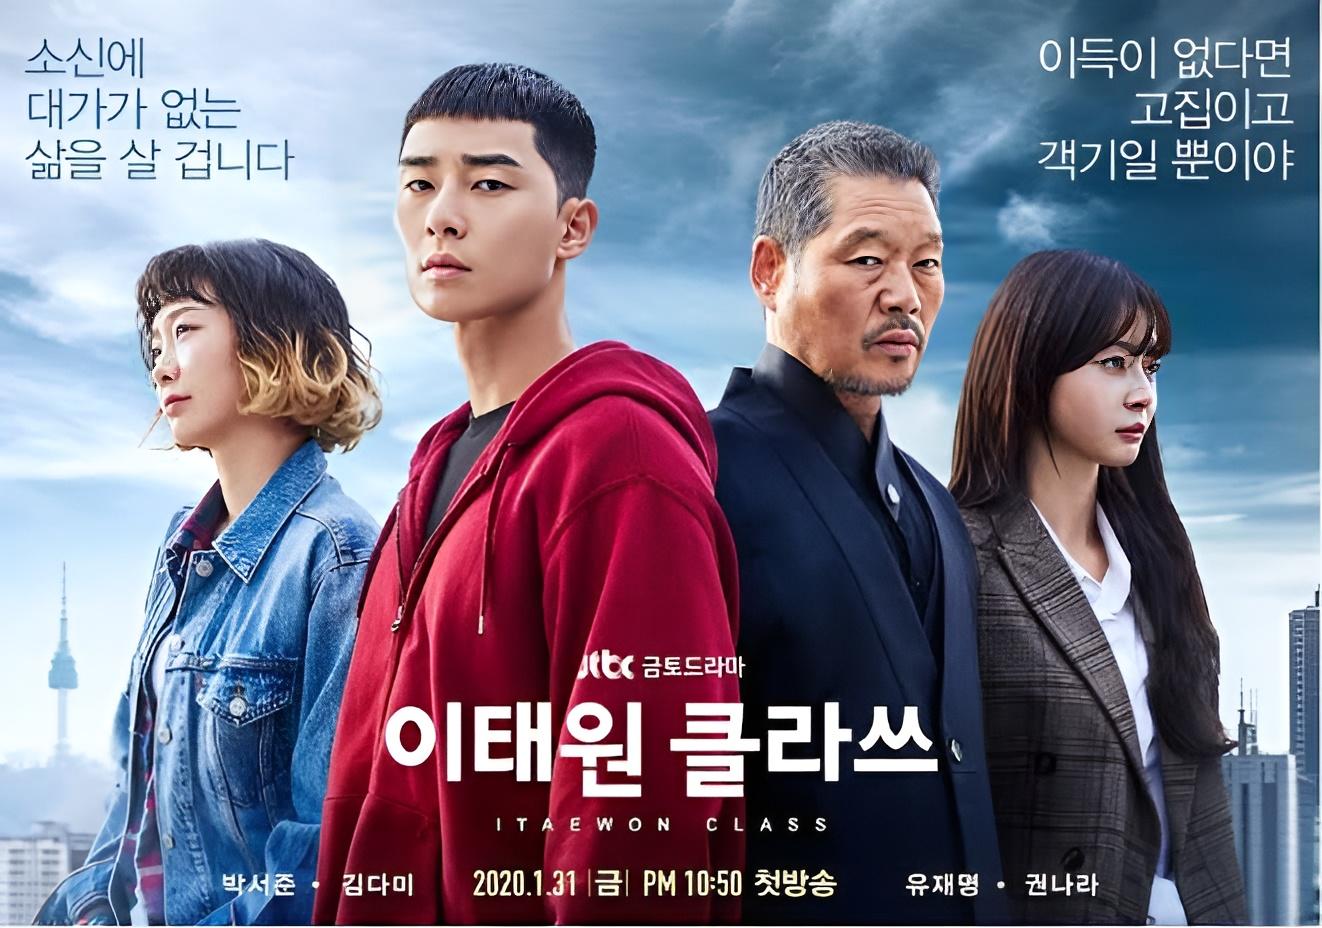 소신에
대가가 없는
삶을 살 겁니다
이득이 없다면
고집이고
객기일 뿐이야
jtbc 금토드라마
이태원 클라쓰
ITAEWON CLASS
박서준 • 김다미 2020.1.31 |금| PM 10:50 첫방송 유재명 • 권나라